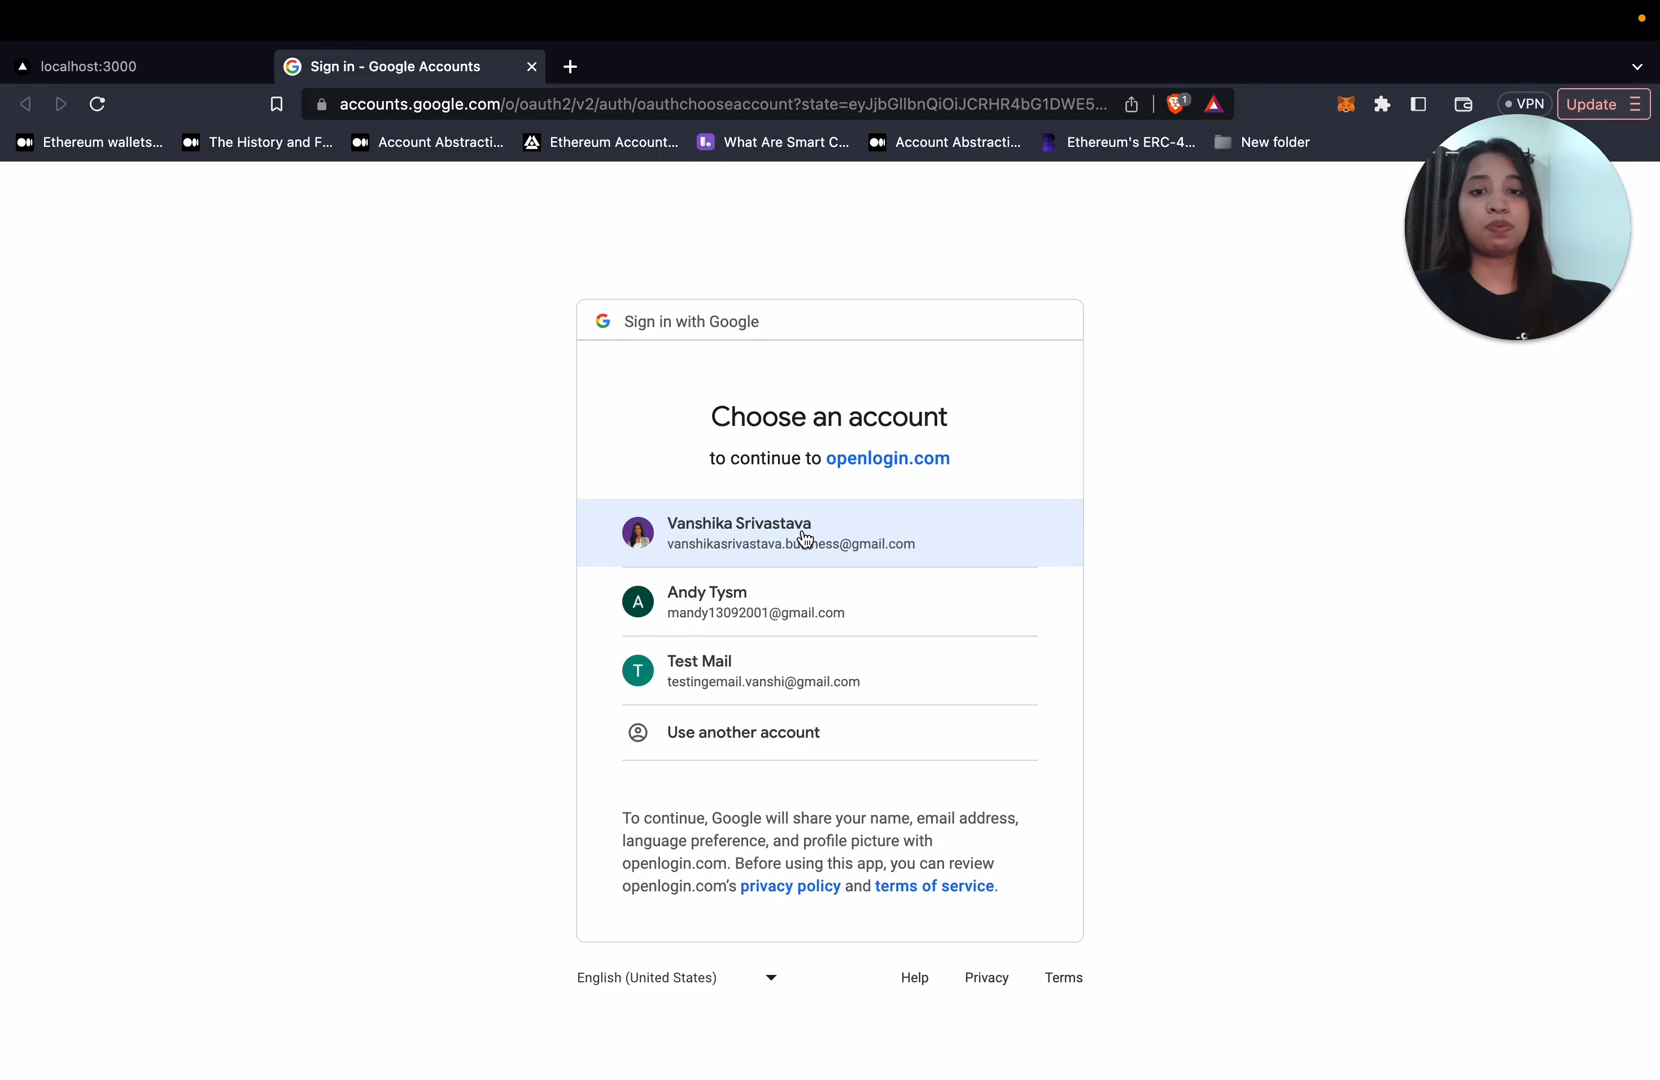 localhost:3000
Sign in - Google Accounts
accounts.google.com/o/oauth2/v2/auth/oauthchooseaccount?state=eyJjbGllbnQiOiJCRHR4bG1DWE5...
1
VPN
Update
Ethereum wallets...
The History and F...
Account Abstracti...
Ethereum Account...
What Are Smart C...
Account Abstracti...
Ethereum's ERC-4...
New folder
Sign in with Google
Choose an account
to continue to openlogin.com
Vanshika Srivastava
vanshikasrivastava.business@gmail.com
A
Andy Tysm
mandy13092001@gmail.com
T
Test Mail
testingemail.vanshi@gmail.com
Use another account
To continue, Google will share your name, email address,
language preference, and profile picture with
openlogin.com. Before using this app, you can review
openlogin.com's privacy policy and terms of service.
English (United States)
Help
Privacy
Terms